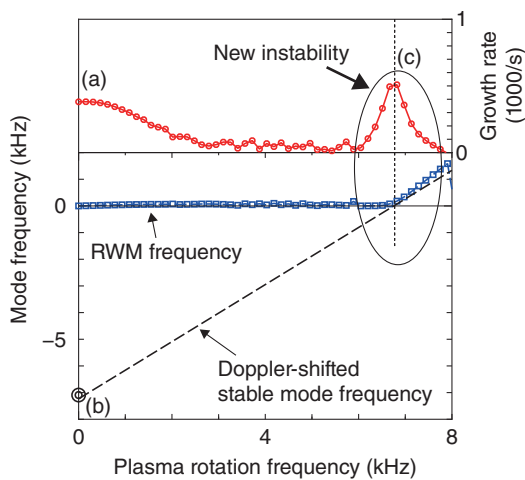 1
New instability
(c)
(a)
Growth rate
(1000/s)
0
Mode frequency (kHz)
0
RWM frequency
−5
Doppler-shifted
stable mode frequency
(b)
0
4
6
8
Plasma rotation frequency (kHz)